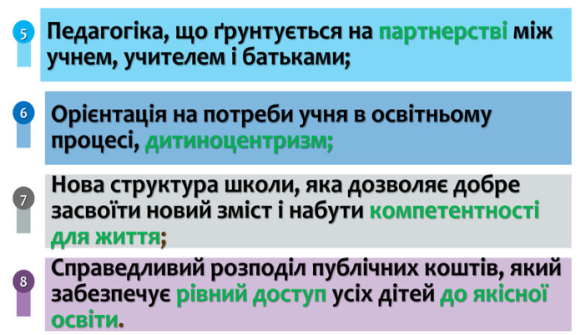 5
Педагогіка, що ґрунтується на партнерстві між
учнем, учителем і батьками;
6
Орієнтація на потреби учня в освітньому
процесі, дитиноцентризм;
7
Нова структура школи, яка дозволяє добре
засвоїти новий зміст і набути компетентності
для життя;
8
Справедливий розподіл публічних коштів, який
забезпечує рівний доступ усіх дітей до якісної
освіти.